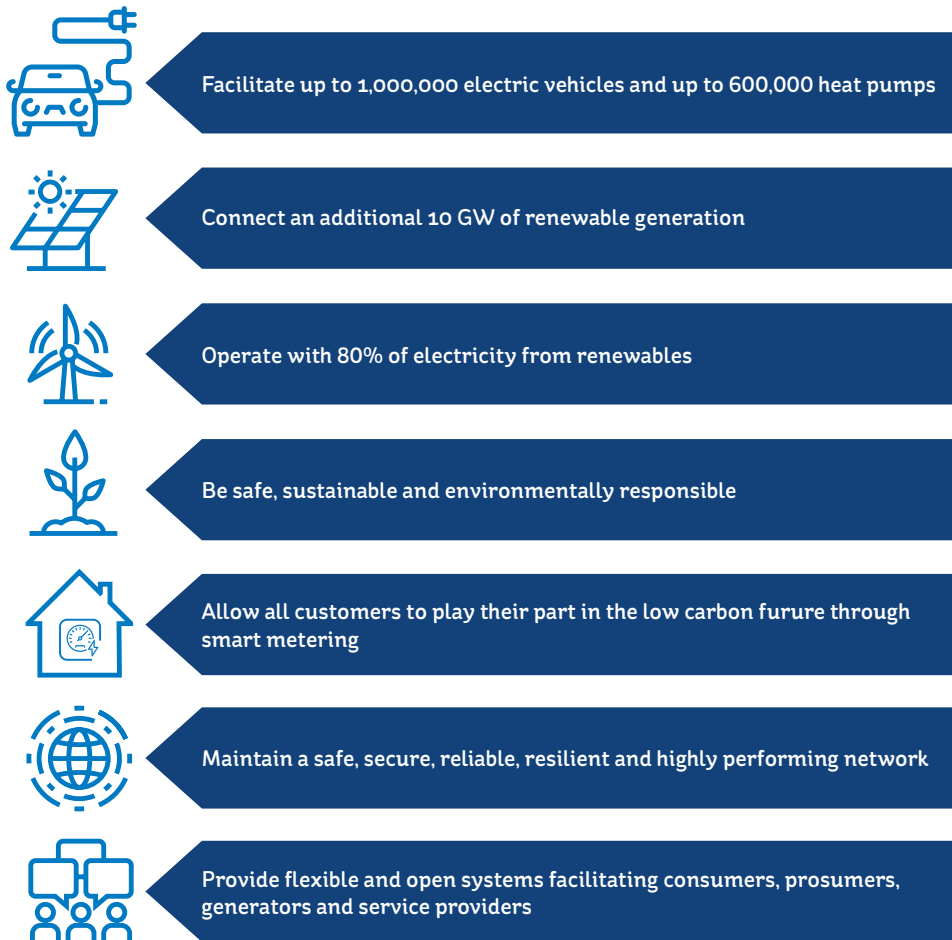 Facilitate up to 1,000,000 electric vehicles and up to 600,000 heat pumps
Connect an additional 10 GW of renewable generation
Operate with 80% of electricity from renewables
Be safe, sustainable and environmentally responsible
Allow all customers to play their part in the low carbon furure through
smart metering
Maintain a safe, secure, reliable, resilient and highly performing network
Provide flexible and open systems facilitating consumers, prosumers,
generators and service providers